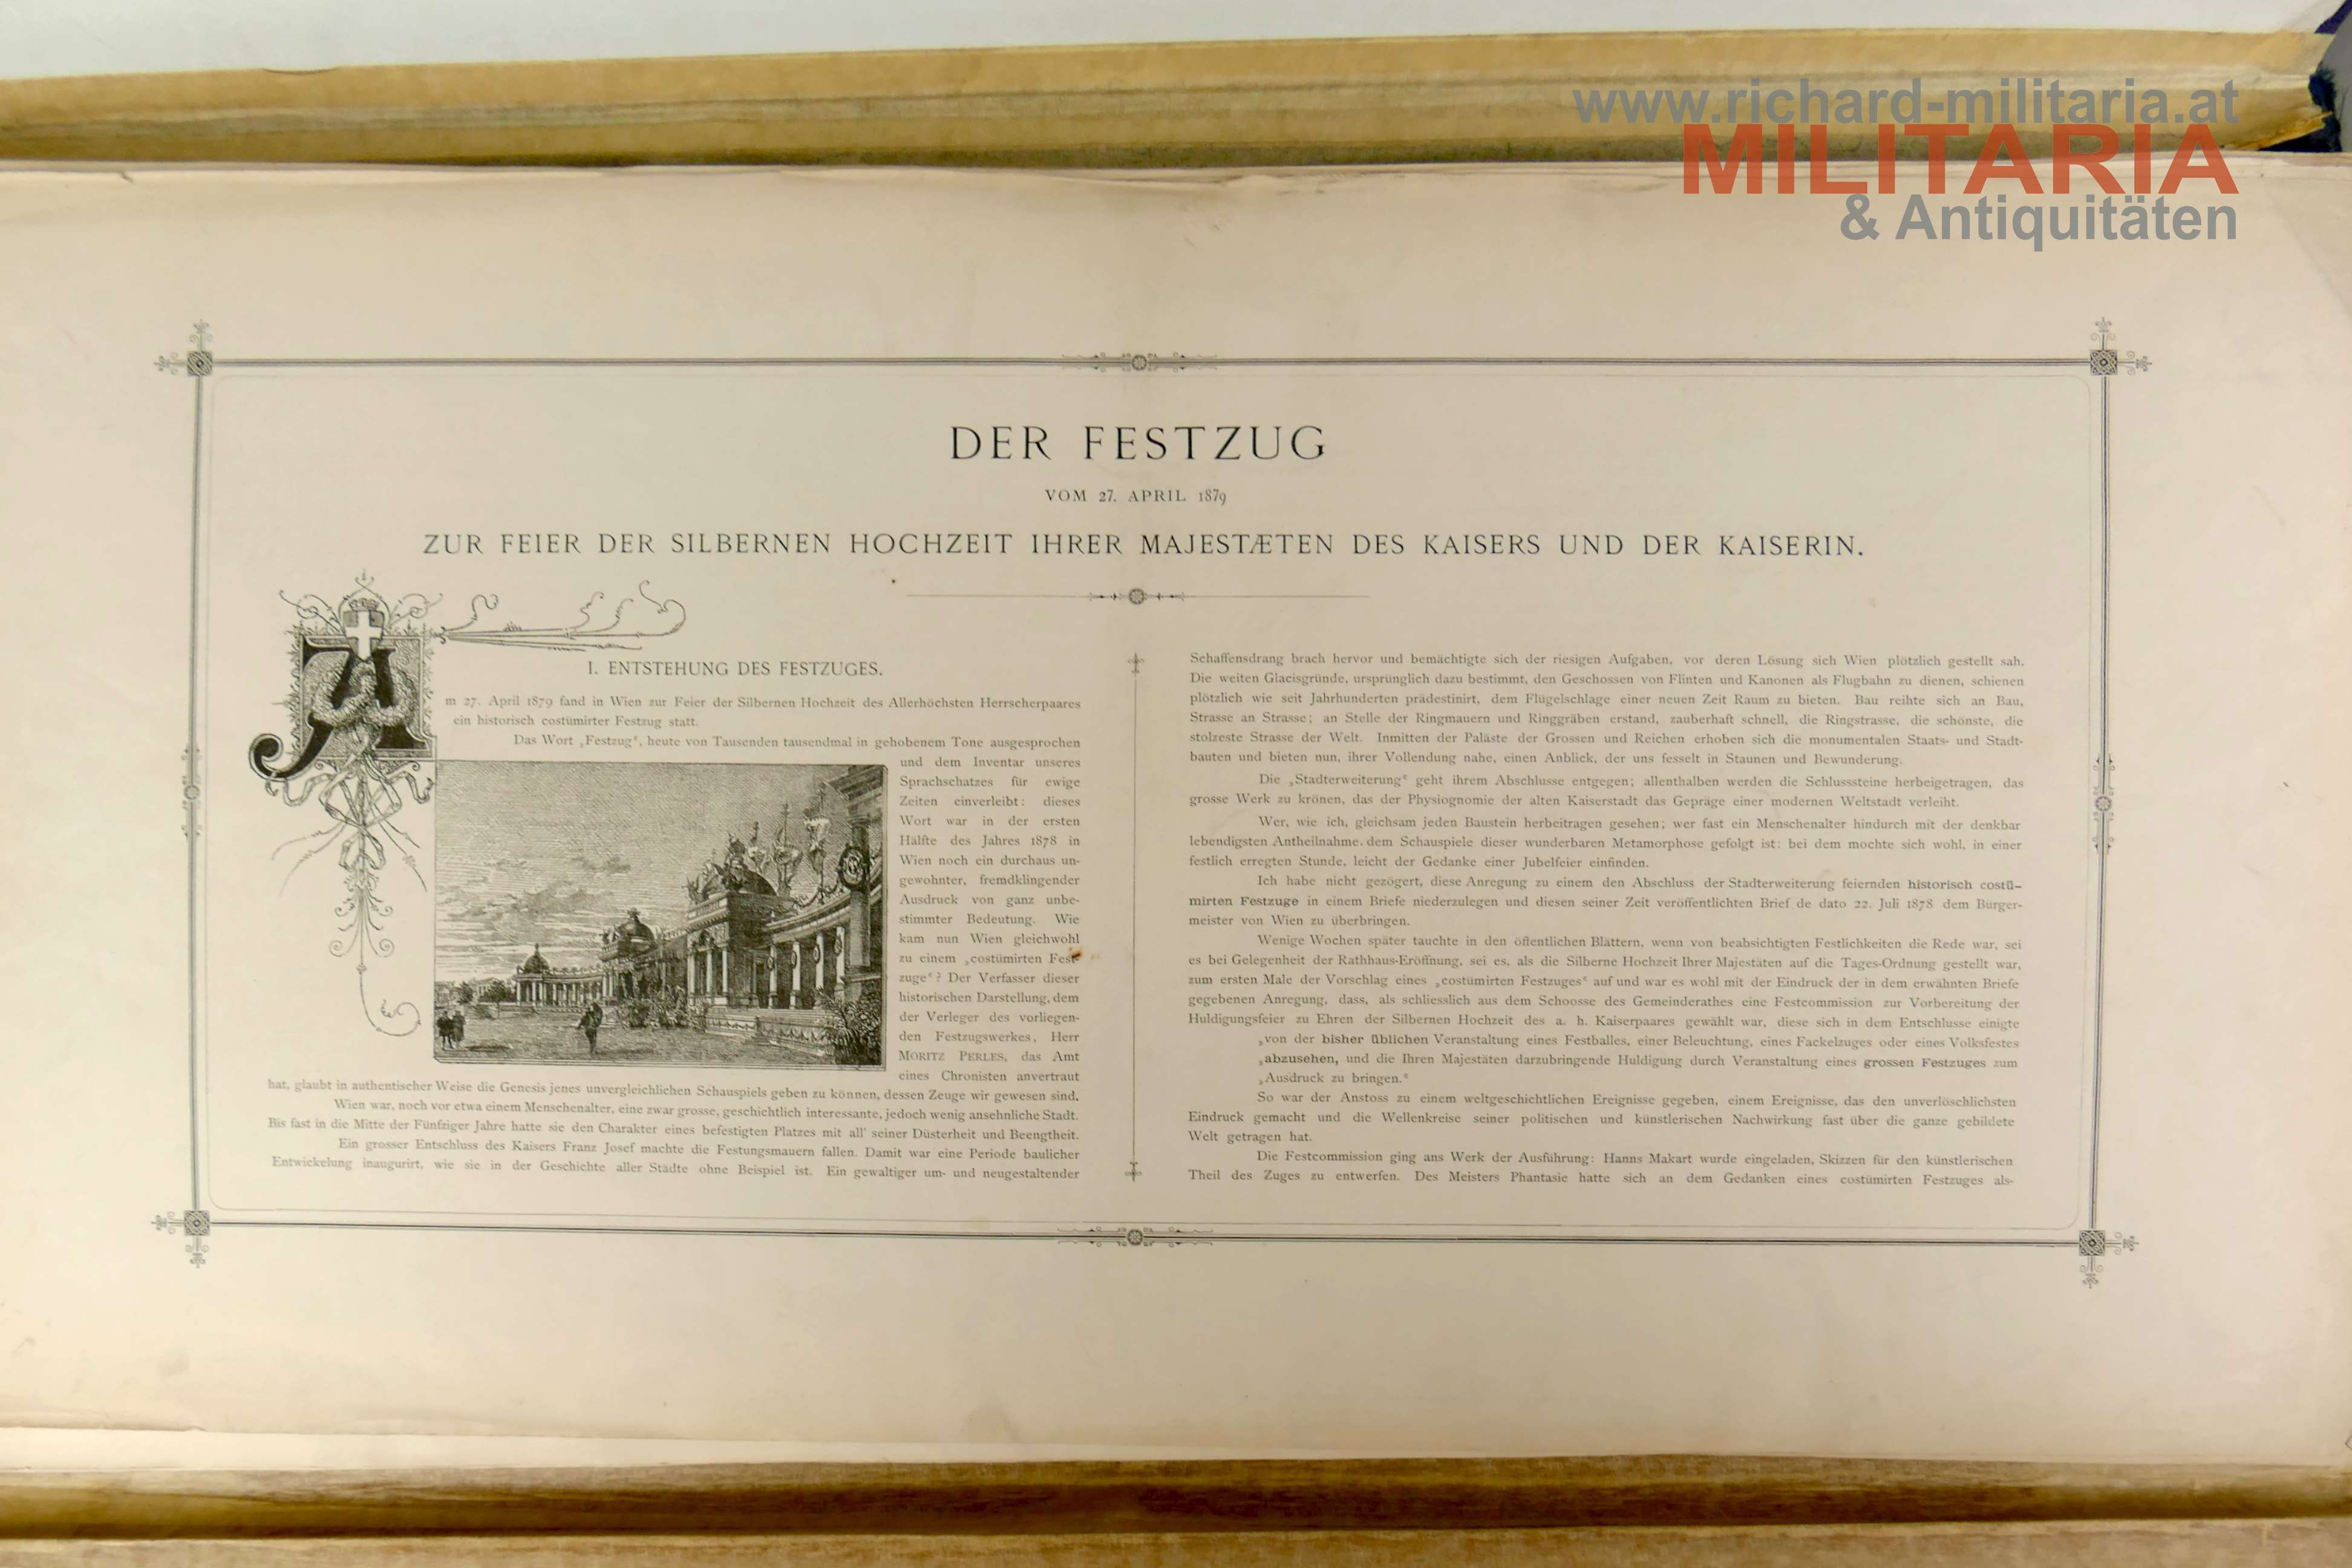 www.richard-militaria.at
MILITARIA
& Antiquitäten
DER FESTZUG
VOM 27. APRIL 1879
ZUR FEIER DER SILBERNEN HOCHZEIT IHRER MAJESTÆTEN DES KAISERS UND DER KAISERIN.
I. ENTSTEHUNG DES FESTZUGES.
Am 27. April 1879 fand in Wien zur Feier der Silbernen Hochzeit des Allerhöchsten Herrscherpaares
ein historisch costümirter Festzug statt.
Das Wort ‚Festzug‘, heute von Tausenden tausendmal in gehobenem Tone ausgesprochen
und dem Inventar unseres
Sprachschatzes für ewige
Zeiten einverleibt: dieses
Wort war in der ersten
Hälfte des Jahres 1878 in
Wien noch ein durchaus un-
gewohnter, fremdklingender
Ausdruck von ganz unbe-
stimmter Bedeutung. Wie
kam nun Wien gleichwohl
zu einem ‚costümirten Fest-
zuge‘? Der Verfasser dieser
historischen Darstellung, dem
der Verleger des vorliegen-
den Festzugswerkes, Herr
MORITZ PERLES, das Amt
eines Chronisten anvertraut
hat, glaubt in authentischer Weise die Genesis jenes unvergleichlichen Schauspiels geben zu können, dessen Zeuge wir gewesen sind.
Wien war, noch vor etwa einem Menschenalter, eine zwar grosse, geschichtlich interessante, jedoch wenig ansehnliche Stadt.
Bis fast in die Mitte der Fünfziger Jahre hatte sie den Charakter eines befestigten Platzes mit all' seiner Düsterheit und Beengtheit.
Ein grosser Entschluss des Kaisers Franz Josef machte die Festungsmauern fallen. Damit war eine Periode baulicher
Entwickelung inaugurirt, wie sie in der Geschichte aller Städte ohne Beispiel ist. Ein gewaltiger um- und neugestaltender
Schaffensdrang brach hervor und bemächtigte sich der riesigen Aufgaben, vor deren Lösung sich Wien plötzlich gestellt sah.
Die weiten Glacisgründe, ursprünglich dazu bestimmt, den Geschossen von Flinten und Kanonen als Flugbahn zu dienen, schienen
plötzlich wie seit Jahrhunderten prädestinirt, dem Flügelschlage einer neuen Zeit Raum zu bieten. Bau reihte sich an Bau,
Strasse an Strasse; an Stelle der Ringmauern und Ringgräben erstand, zauberhaft schnell, die Ringstrasse, die schönste, die
stolzeste Strasse der Welt. Inmitten der Paläste der Grossen und Reichen erhoben sich die monumentalen Staats- und Stadt-
bauten und bieten nun, ihrer Vollendung nahe, einen Anblick, der uns fesselt in Staunen und Bewunderung.
Die ‚Stadterweiterung‘ geht ihrem Abschlusse entgegen; allenthalben werden die Schlusssteine herbeigetragen, das
grosse Werk zu krönen, das der Physiognomie der alten Kaiserstadt das Gepräge einer modernen Weltstadt verleiht.
Wer, wie ich, gleichsam jeden Baustein herbeitragen gesehen; wer fast ein Menschenalter hindurch mit der denkbar
lebendigsten Antheilnahme dem Schauspiele dieser wunderbaren Metamorphose gefolgt ist: bei dem mochte sich wohl, in einer
festlich erregten Stunde, leicht der Gedanke einer Jubelfeier einfinden.
Ich habe nicht gezögert, diese Anregung zu einem den Abschluss der Stadterweiterung feiernden historisch costü-
mirten Festzuge in einem Briefe niederzulegen und diesen seiner Zeit veröffentlichten Brief de dato 22. Juli 1878 dem Bürger-
meister von Wien zu überbringen.
Wenige Wochen später tauchte in den öffentlichen Blättern, wenn von beabsichtigten Festlichkeiten die Rede war, sei
es bei Gelegenheit der Rathhaus-Eröffnung, sei es, als die Silberne Hochzeit Ihrer Majestäten auf die Tages-Ordnung gestellt war,
zum ersten Male der Vorschlag eines ‚costümirten Festzuges‘ auf und war es wohl mit der Eindruck der in dem erwähnten Briefe
gegebenen Anregung, dass, als schliesslich aus dem Schoosse des Gemeinderathes eine Festcommission zur Vorbereitung der
Huldigungsfeier zu Ehren der Silbernen Hochzeit des a. h. Kaiserpaares gewählt war, diese sich in dem Entschlusse einigte
‚von der bisher üblichen Veranstaltung eines Festballes, einer Beleuchtung, eines Fackelzuges oder eines Volksfestes
‚abzusehen, und die Ihren Majestäten darzubringende Huldigung durch Veranstaltung eines grossen Festzuges zum
‚Ausdruck zu bringen.‘
So war der Anstoss zu einem weltgeschichtlichen Ereignisse gegeben, einem Ereignisse, das den unverlöschlichsten
Eindruck gemacht und die Wellenkreise seiner politischen und künstlerischen Nachwirkung fast über die ganze gebildete
Welt getragen hat.
Die Festcommission ging ans Werk der Ausführung: Hanns Makart wurde eingeladen, Skizzen für den künstlerischen
Theil des Zuges zu entwerfen. Des Meisters Phantasie hatte sich an dem Gedanken eines costümirten Festzuges als-